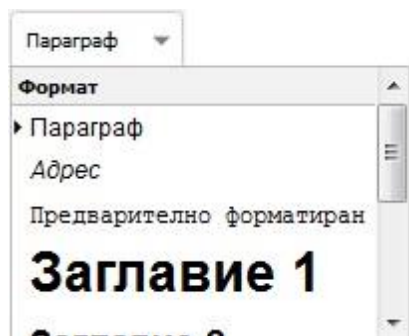 Параграф
Формат
Параграф
Адрес
Предварително форматиран
Заглавие 1